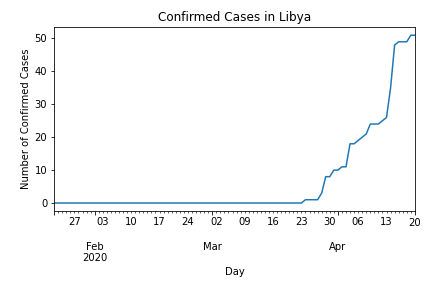 Confirmed Cases in Libya
Number of Confirmed Cases
50
40
30
20
10
0
27 03 10 17 24 02 09 16 23 30 06 13 20
Feb Mar Apr
2020
Day